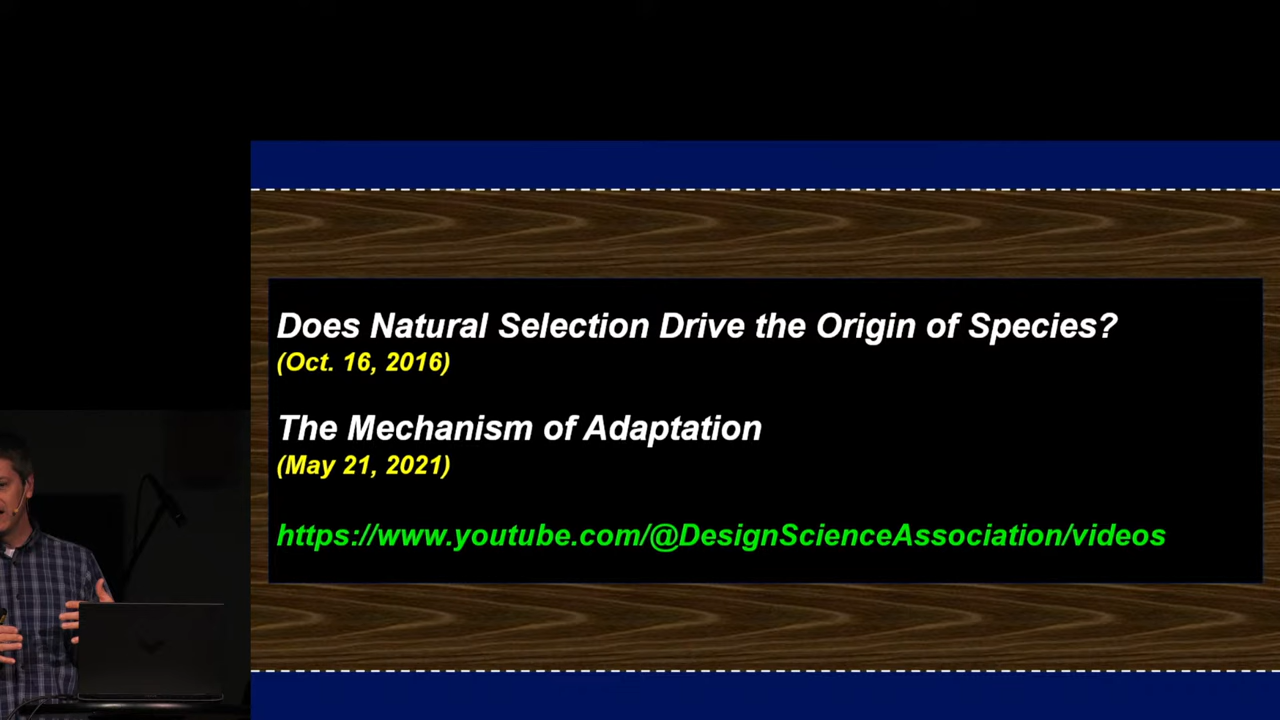 Does Natural Selection Drive the Origin of Species?
(Oct. 16, 2016)
The Mechanism of Adaptation
(May 21, 2021)
https://www.youtube.com/@DesignScienceAssociation/videos